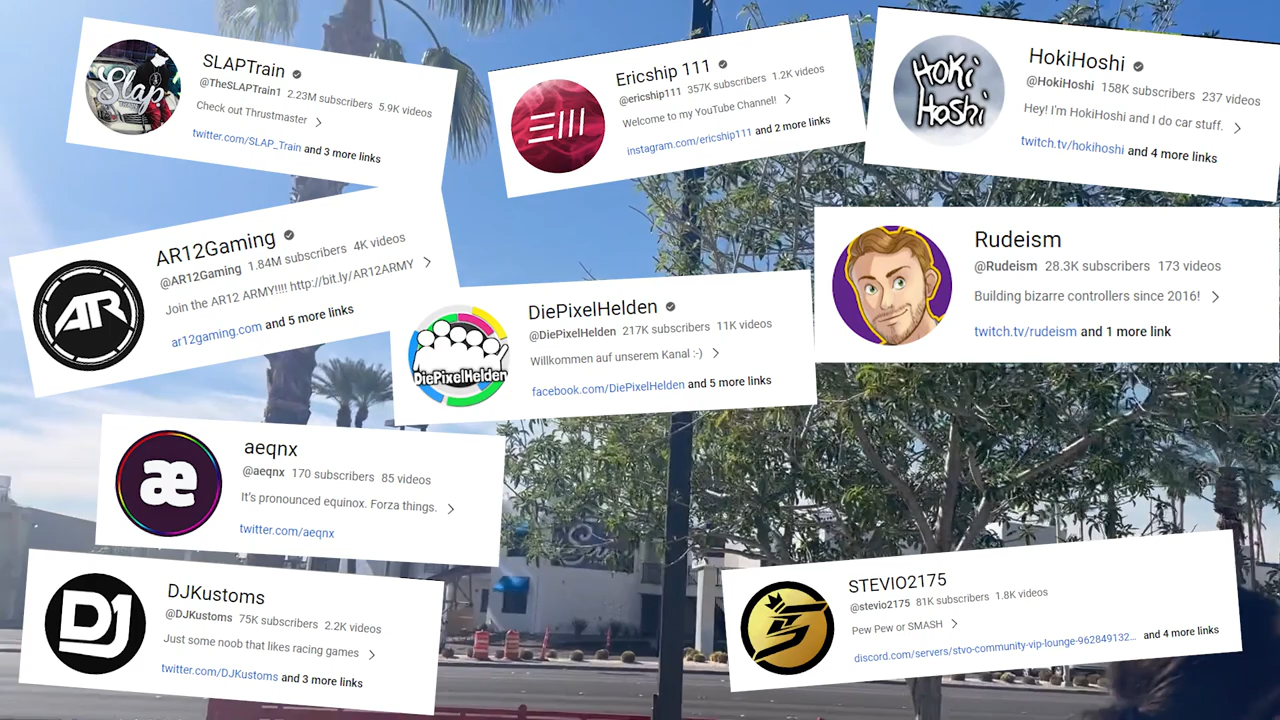 Slap
SLAPTrain
@TheSLAPTrain1 2.23M subscribers 5.9K videos
Check out Thrustmaster
twitter.com/SLAP_Train and 3 more links
Ericship 111
@ericship111 357K subscribers 1.2K videos
Welcome to my YouTube Channel!
instagram.com/ericship111 and 2 more links
HOKi
HOSHi
HokiHoshi
@HokiHoshi 158K subscribers 237 videos
Hey! I'm HokiHoshi and I do car stuff.
twitch.tv/hokihoshi and 4 more links
AR
AR12Gaming
@AR12Gaming 1.84M subscribers 4K videos
Join the AR12 ARMY!!!! http://bit.ly/AR12ARMY
ar12gaming.com and 5 more links
DiePixelHelden
DiePixelHelden
@DiePixelHelden 217K subscribers 11K videos
Willkommen auf unserem Kanal :-)
facebook.com/DiePixelHelden and 5 more links
Rudeism
@Rudeism 28.3K subscribers 173 videos
Building bizarre controllers since 2016!
twitch.tv/rudeism and 1 more link
æ
aeqnx
@aeqnx 170 subscribers 85 videos
It's pronounced equinox. Forza things.
twitter.com/aeqnx
DJ
DJKustoms
@DJKustoms 75K subscribers 2.2K videos
Just some noob that likes racing games
twitter.com/DJKustoms and 3 more links
STEVIO2175
@stevio2175 81K subscribers 1.8K videos
Pew Pew or SMASH
discord.com/servers/stvo-community-vip-lounge-962849132... and 4 more links